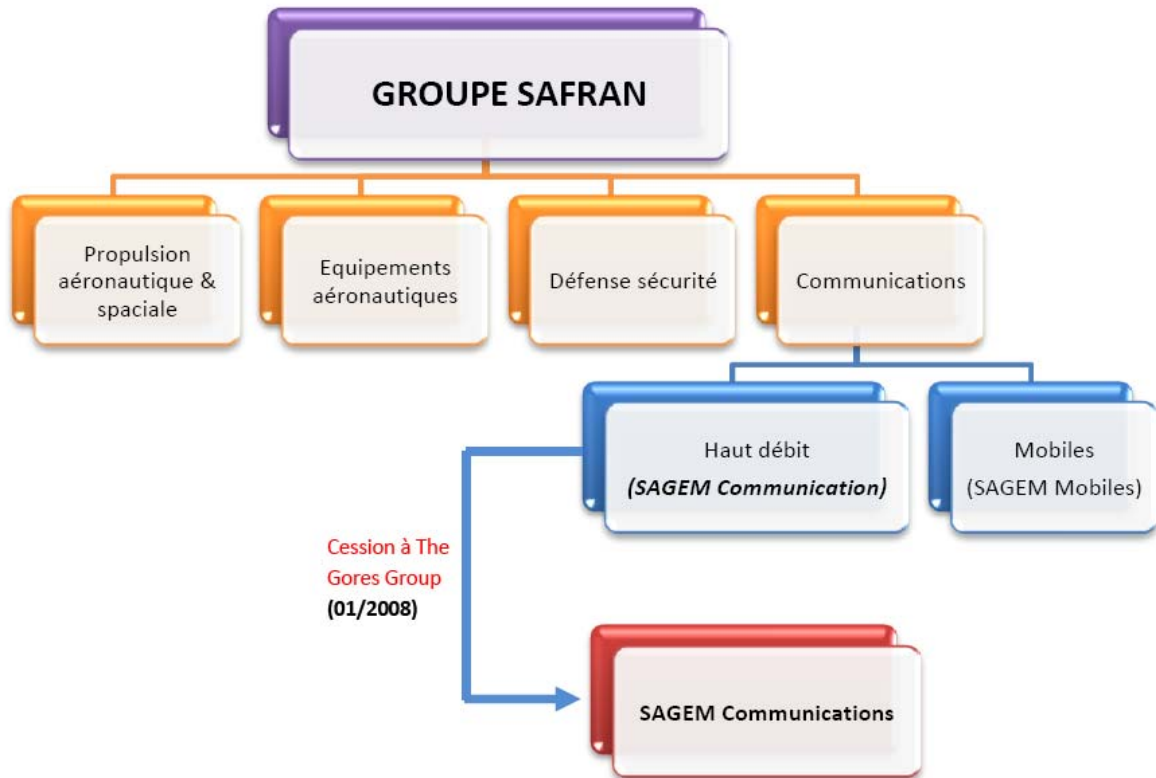 GROUPE SAFRAN
Propulsion
aéronautique &
spaciale
Equipements
aéronautiques
Défense sécurité
Communications
Haut débit
(SAGEM Communication)
Mobiles
(SAGEM Mobiles)
Cession à The
Gores Group
(01/2008)
SAGEM Communications